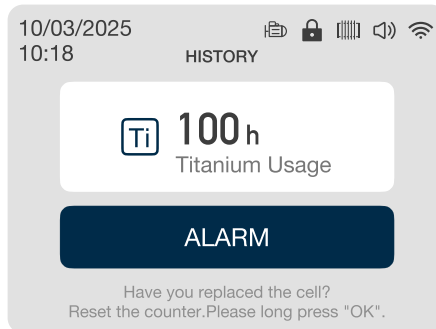 10/03/2025
10:18
HISTORY
Ti
100 h
Titanium Usage
ALARM
Have you replaced the cell?
Reset the counter.Please long press "OK".